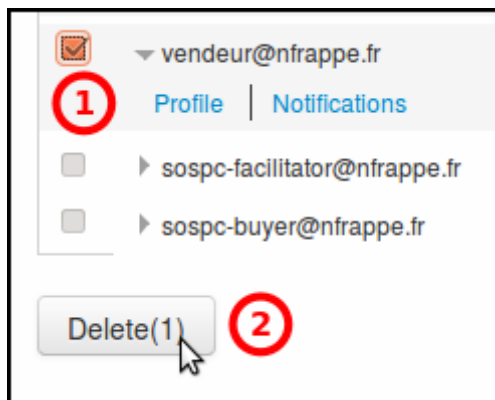 vendeur@nfrappe.fr
1 Profile | Notifications
sospc-facilitator@nfrappe.fr
sospc-buyer@nfrappe.fr
Delete(1) 2